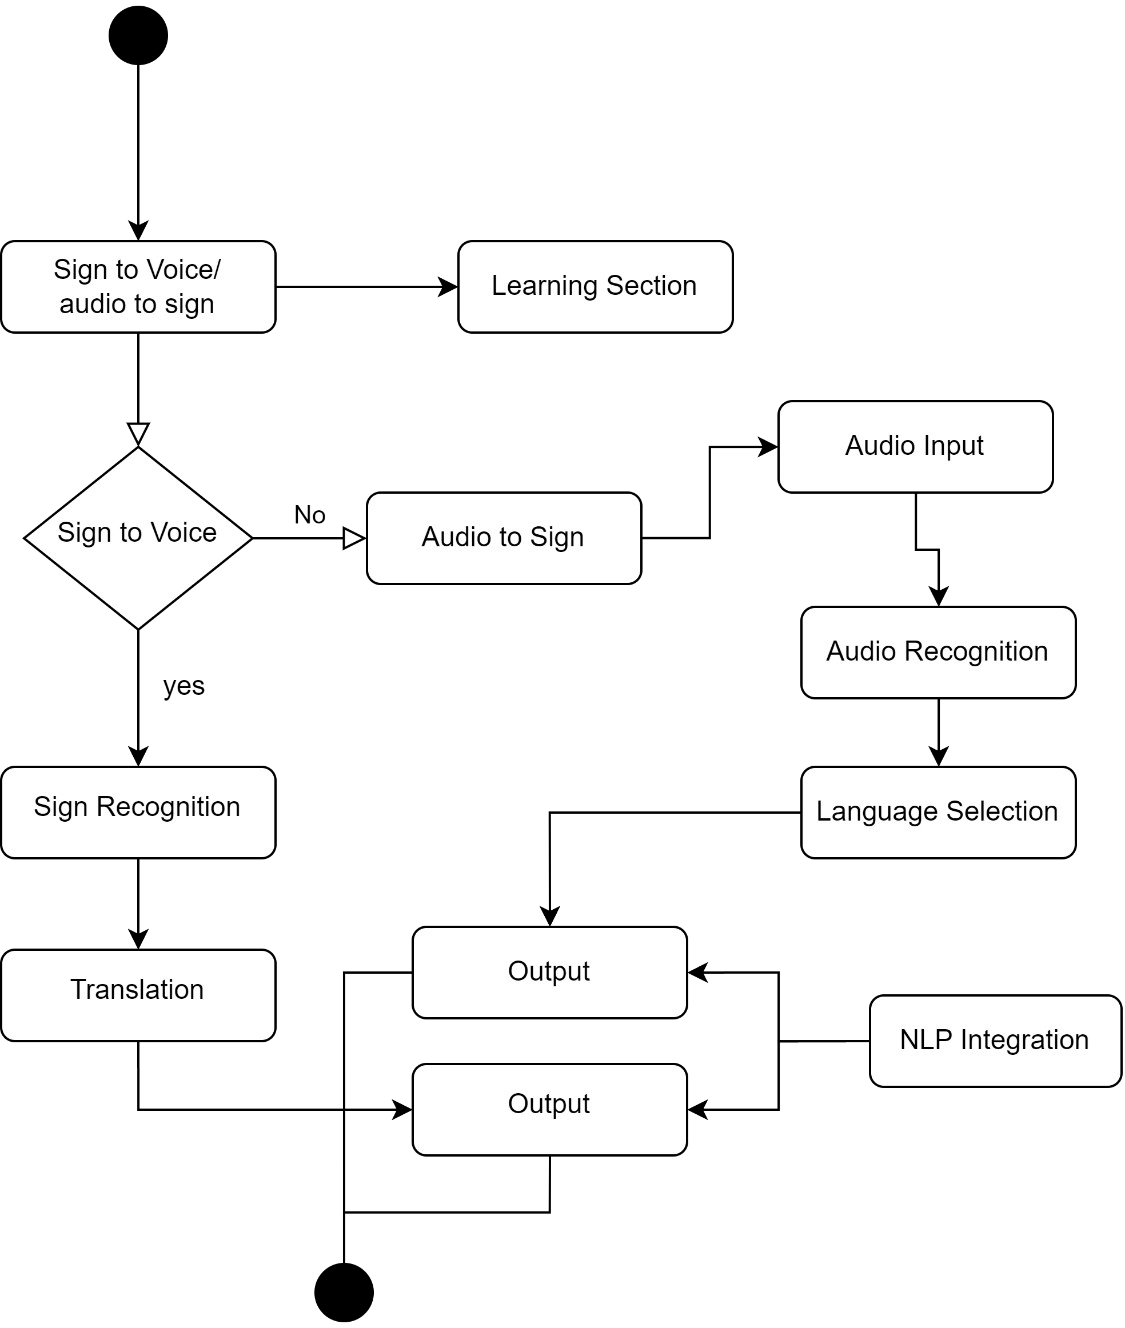 Sign to Voice/
audio to sign
Learning Section
Audio Input
Sign to Voice
No
Audio to Sign
Audio Recognition
yes
Sign Recognition
Language Selection
Output
Translation
NLP Integration
Output